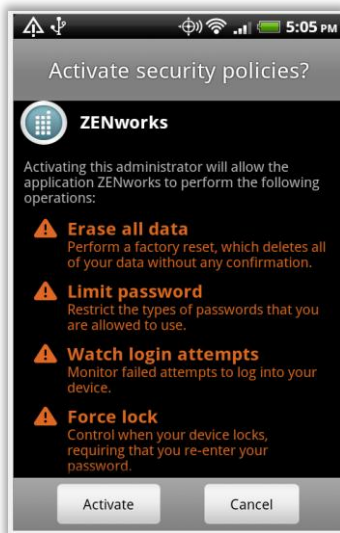 5:05 PM
Activate security policies?
ZENworks
Activating this administrator will allow the
application ZENworks to perform the following
operations:
Erase all data
Perform a factory reset, which deletes all
of your data without any confirmation.
Limit password
Restrict the types of passwords that you
are allowed to use.
Watch login attempts
Monitor failed attempts to log into your
device.
Force lock
Control when your device locks,
requiring that you re-enter your
password.
Activate Cancel